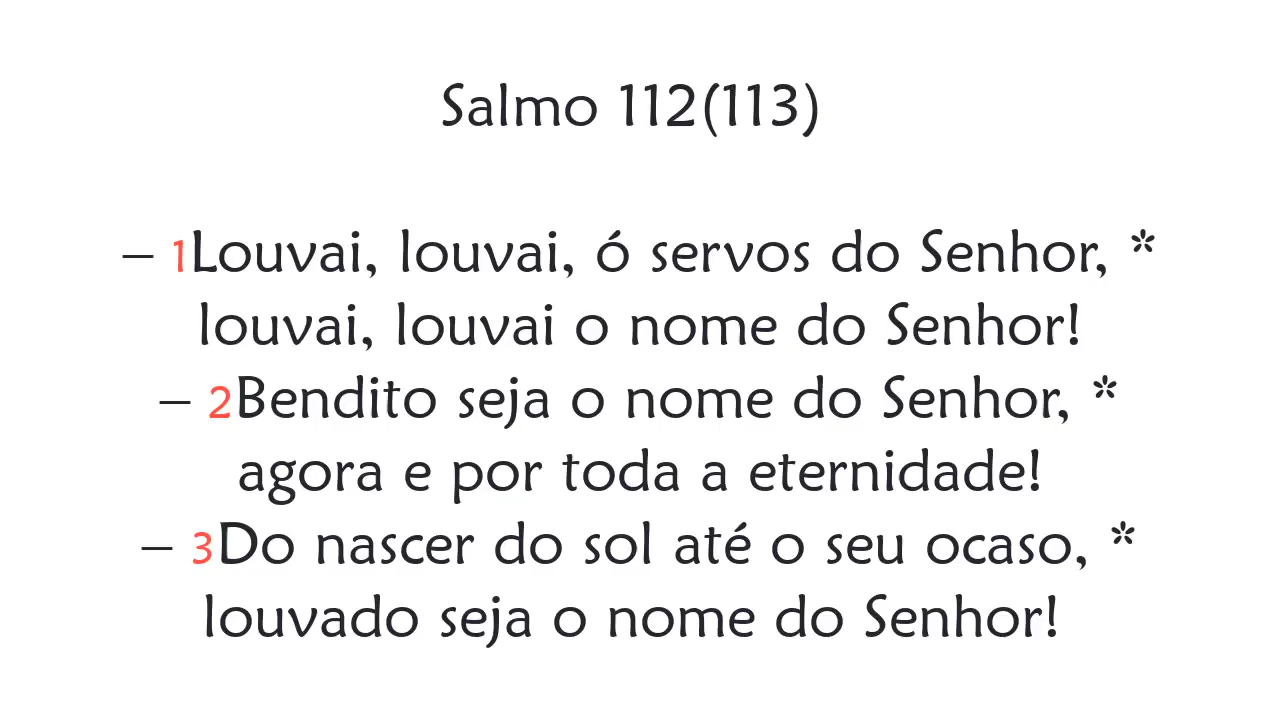 Salmo 112(113)
– 1Louvai, louvai, ó servos do Senhor, *
louvai, louvai o nome do Senhor!
– 2Bendito seja o nome do Senhor, *
agora e por toda a eternidade!
– 3Do nascer do sol até o seu ocaso, *
louvado seja o nome do Senhor!